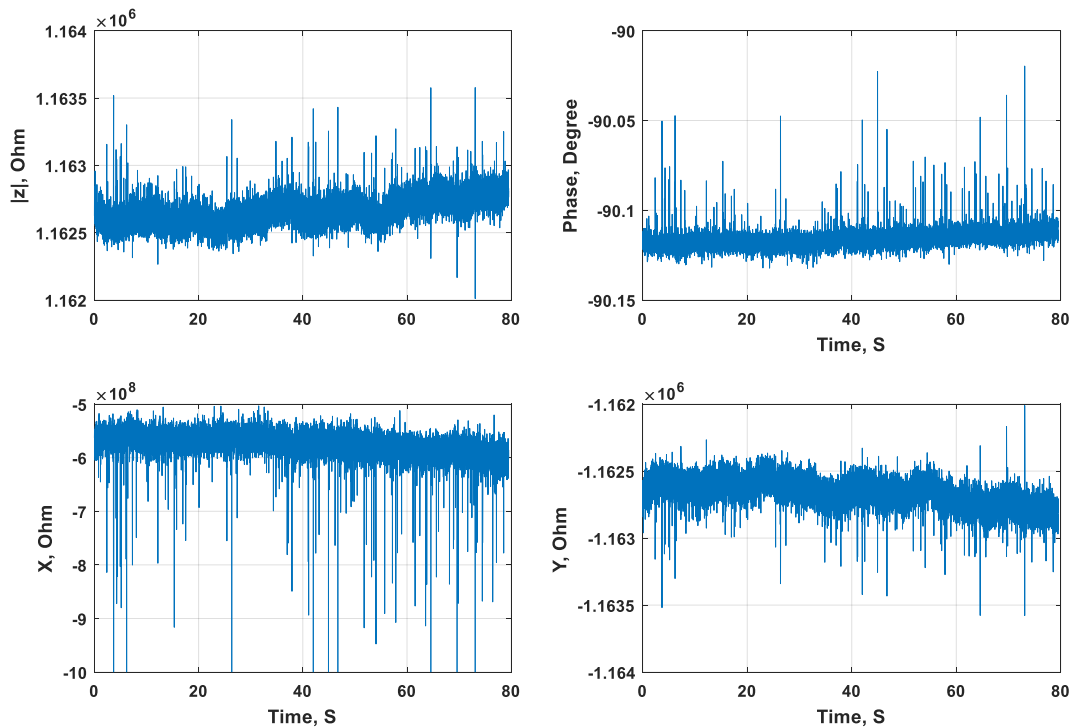 ×10^6
1.164
1.1635
1.163
1.1625
1.162
|z|, Ohm
0 20 40 60 80
-90
-90.05
-90.1
-90.15
Phase, Degree
0 20 40 60 80
Time, S
×10^8
-5
-6
-7
-8
-9
-10
X, Ohm
0 20 40 60 80
Time, S
×10^6
-1.162
-1.1625
-1.163
-1.1635
-1.164
Y, Ohm
0 20 40 60 80
Time, S